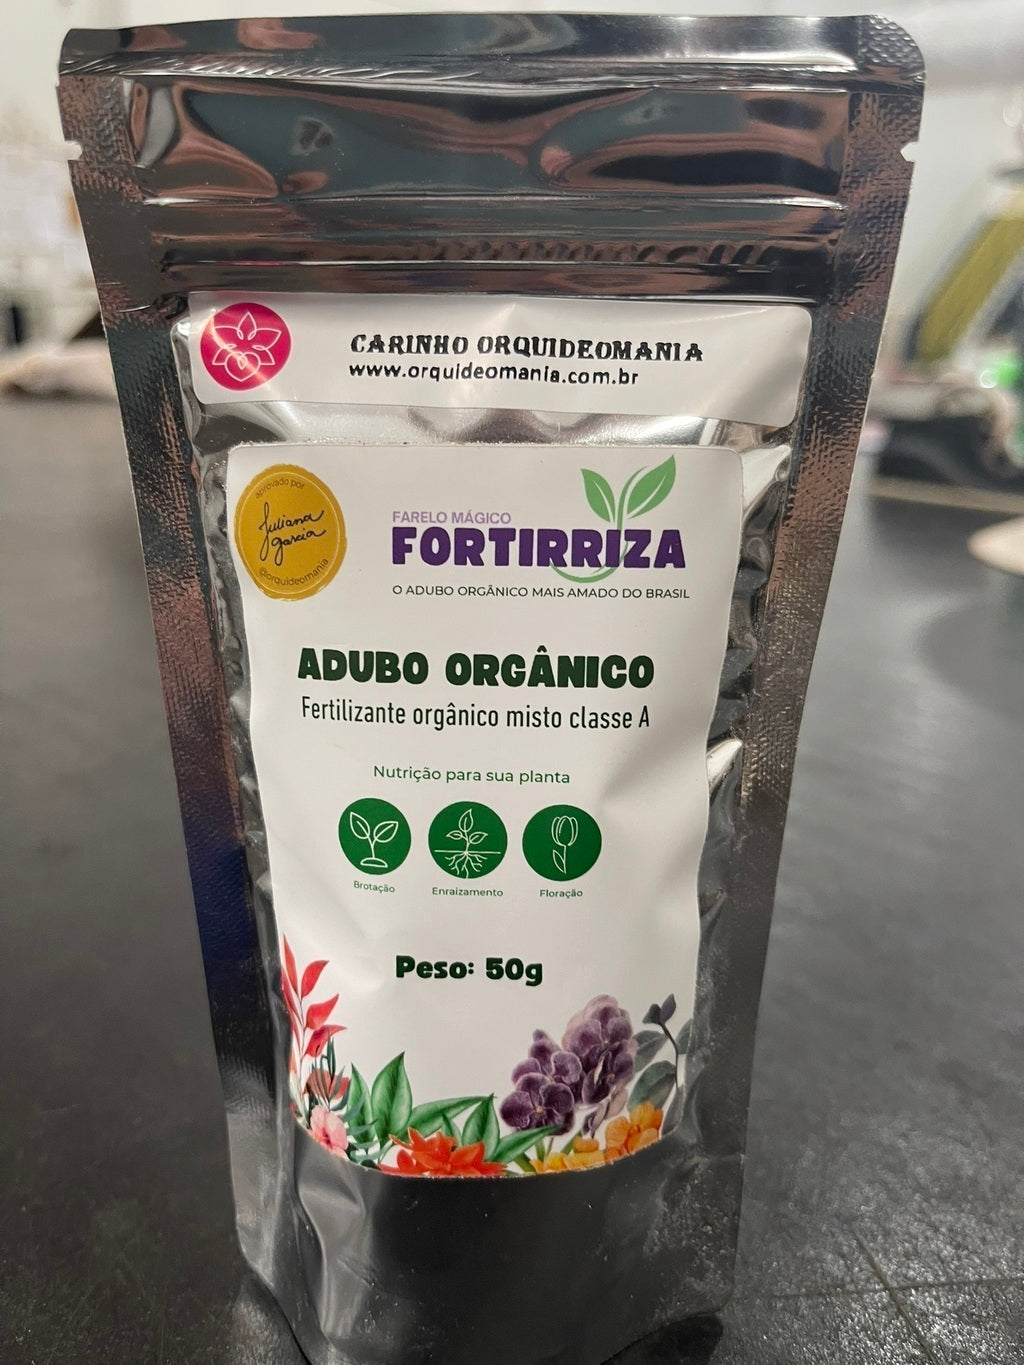 CARINHO ORQUIDEOMANIA
www.orquideomania.com.br
aprovado por
Juliana
garcia
@orquideomania
FARELO MÁGICO
FORTIRRIZA
O ADUBO ORGÂNICO MAIS AMADO DO BRASIL
ADUBO ORGÂNICO
Fertilizante orgânico misto classe A
Nutrição para sua planta
Brotação Enraizamento Floração
Peso: 50g